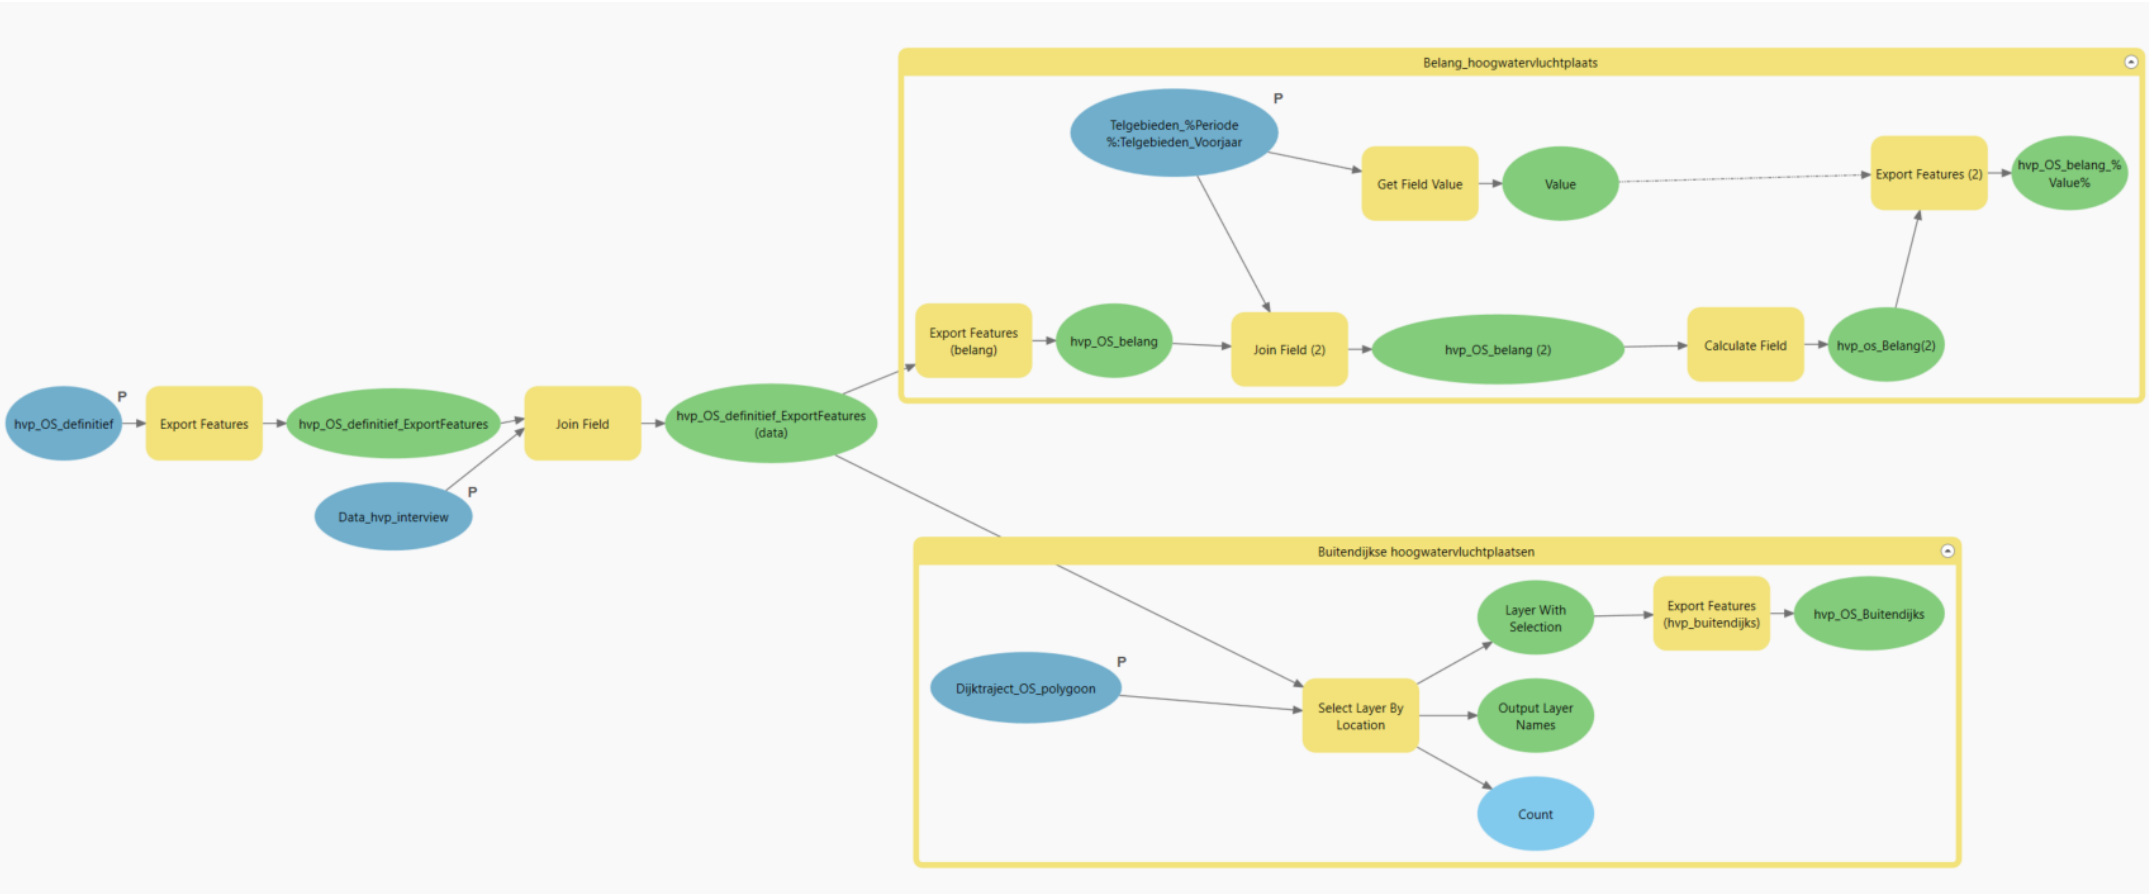 Belang_hoogwatervluchtplaats
P
Telgebieden_%Periode
%:Telgebieden_Voorjaar
Get Field Value
Value
Export Features (2)
hvp_OS_belang_%
Value%
Export Features
(belang)
hvp_OS_belang
Join Field (2)
hvp_OS_belang (2)
Calculate Field
hvp_os_Belang(2)
P
hvp_OS_definitief
Export Features
hvp_OS_definitief_ExportFeatures
Join Field
hvp_OS_definitief_ExportFeatures
(data)
P
Data_hvp_interview
Buitendijkse hoogwatervluchtplaatsen
Layer With
Selection
Export Features
(hvp_buitendijks)
hvp_OS_Buitendijks
P
Dijktraject_OS_polygoon
Select Layer By
Location
Output Layer
Names
Count